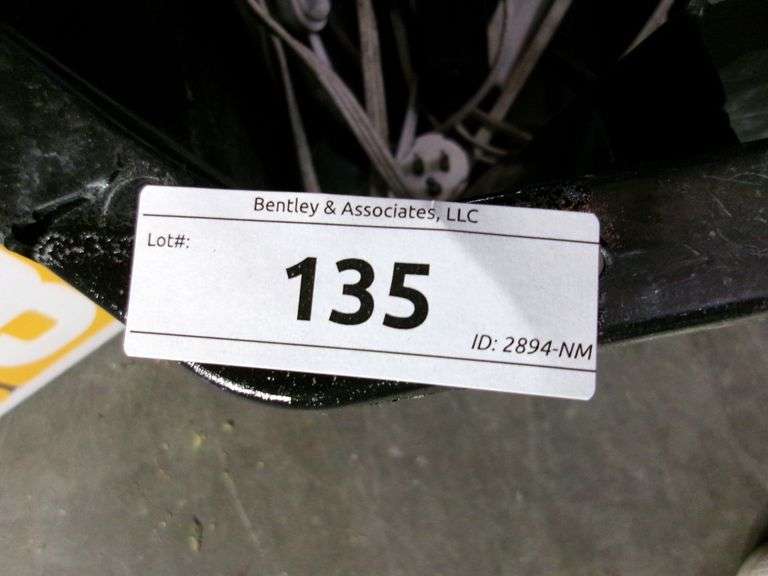 Bentley & Associates, LLC
Lot#:
135
ID: 2894-NM